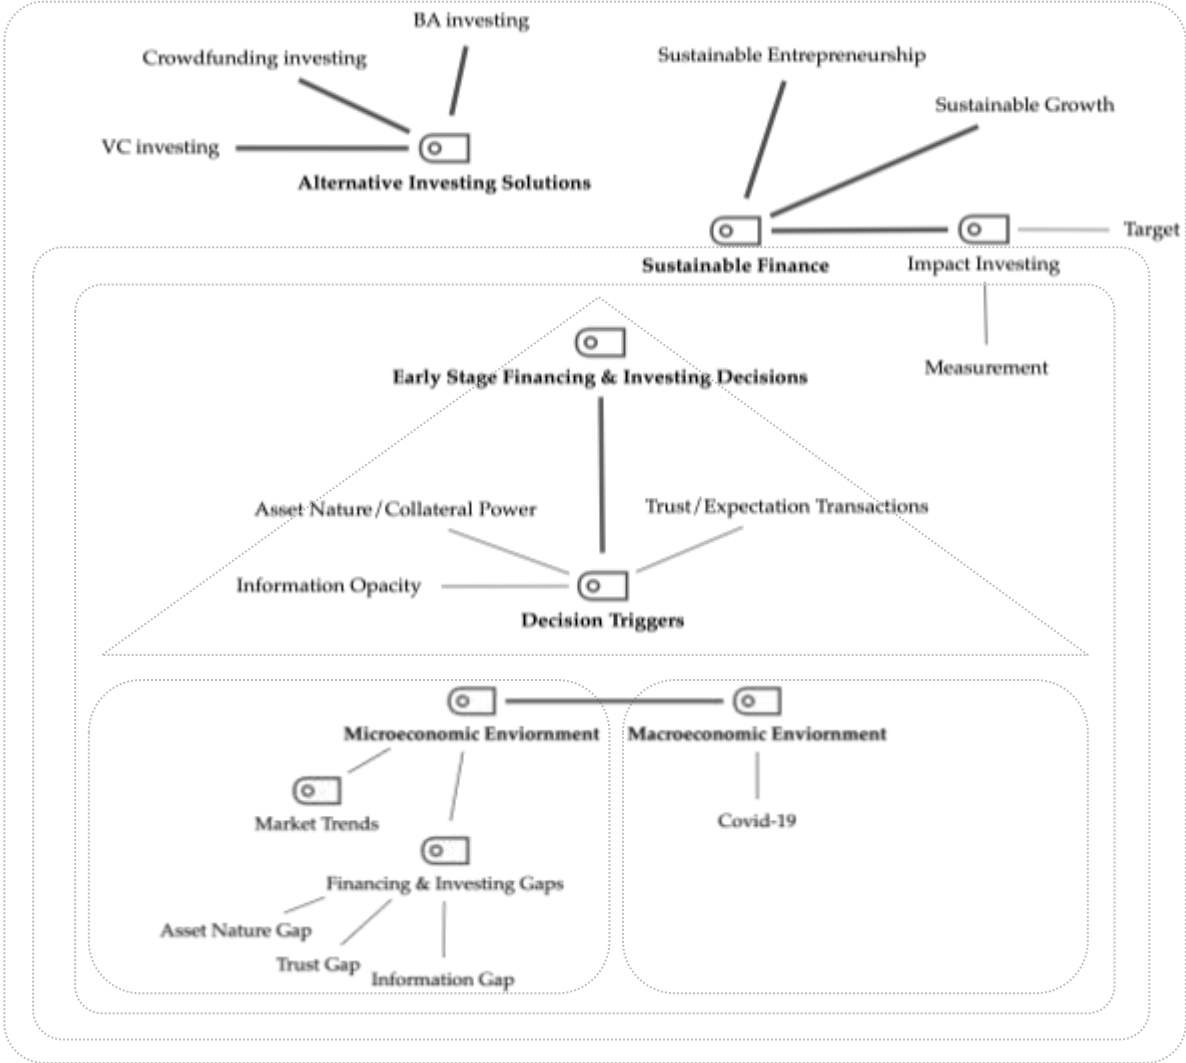 BA investing
Crowdfunding investing
VC investing
Alternative Investing Solutions
Sustainable Entrepreneurship
Sustainable Growth
Target
Sustainable Finance
Impact Investing
Measurement
Early Stage Financing & Investing Decisions
Asset Nature/Collateral Power
Trust/Expectation Transactions
Information Opacity
Decision Triggers
Microeconomic Enviornment
Macroeconomic Enviornment
Market Trends
Covid-19
Financing & Investing Gaps
Asset Nature Gap
Trust Gap
Information Gap